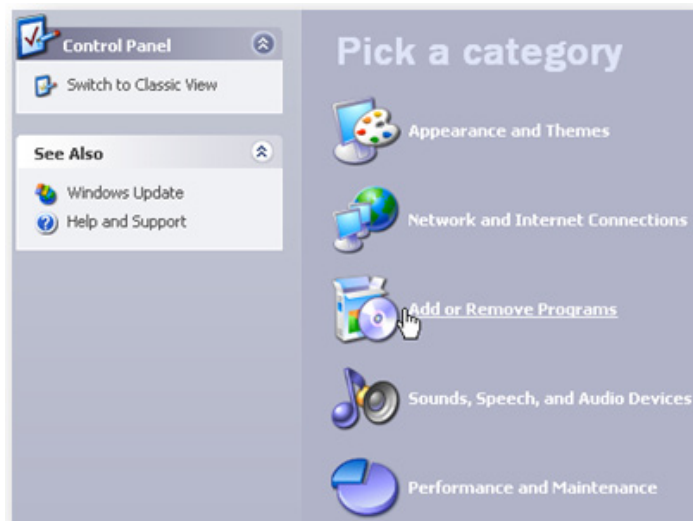 Control Panel
Switch to Classic View
See Also
Windows Update
Help and Support
Pick a category
Appearance and Themes
Network and Internet Connections
Add or Remove Programs
Sounds, Speech, and Audio Devices
Performance and Maintenance